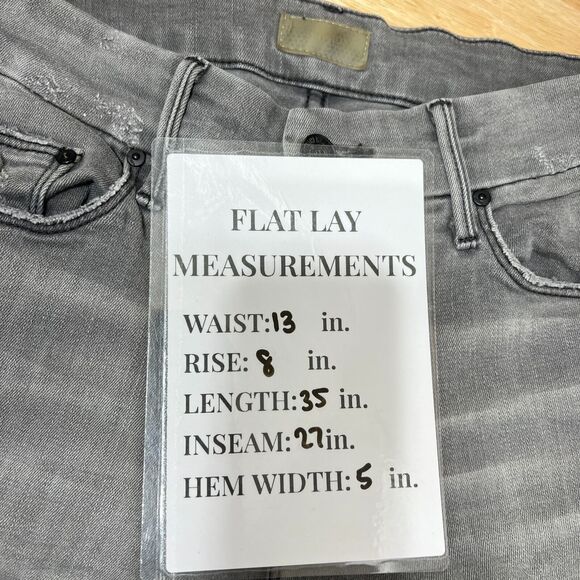 FLAT LAY
MEASUREMENTS
WAIST:13 in.
RISE: 8 in.
LENGTH:35 in.
INSEAM:27in.
HEM WIDTH:5 in.